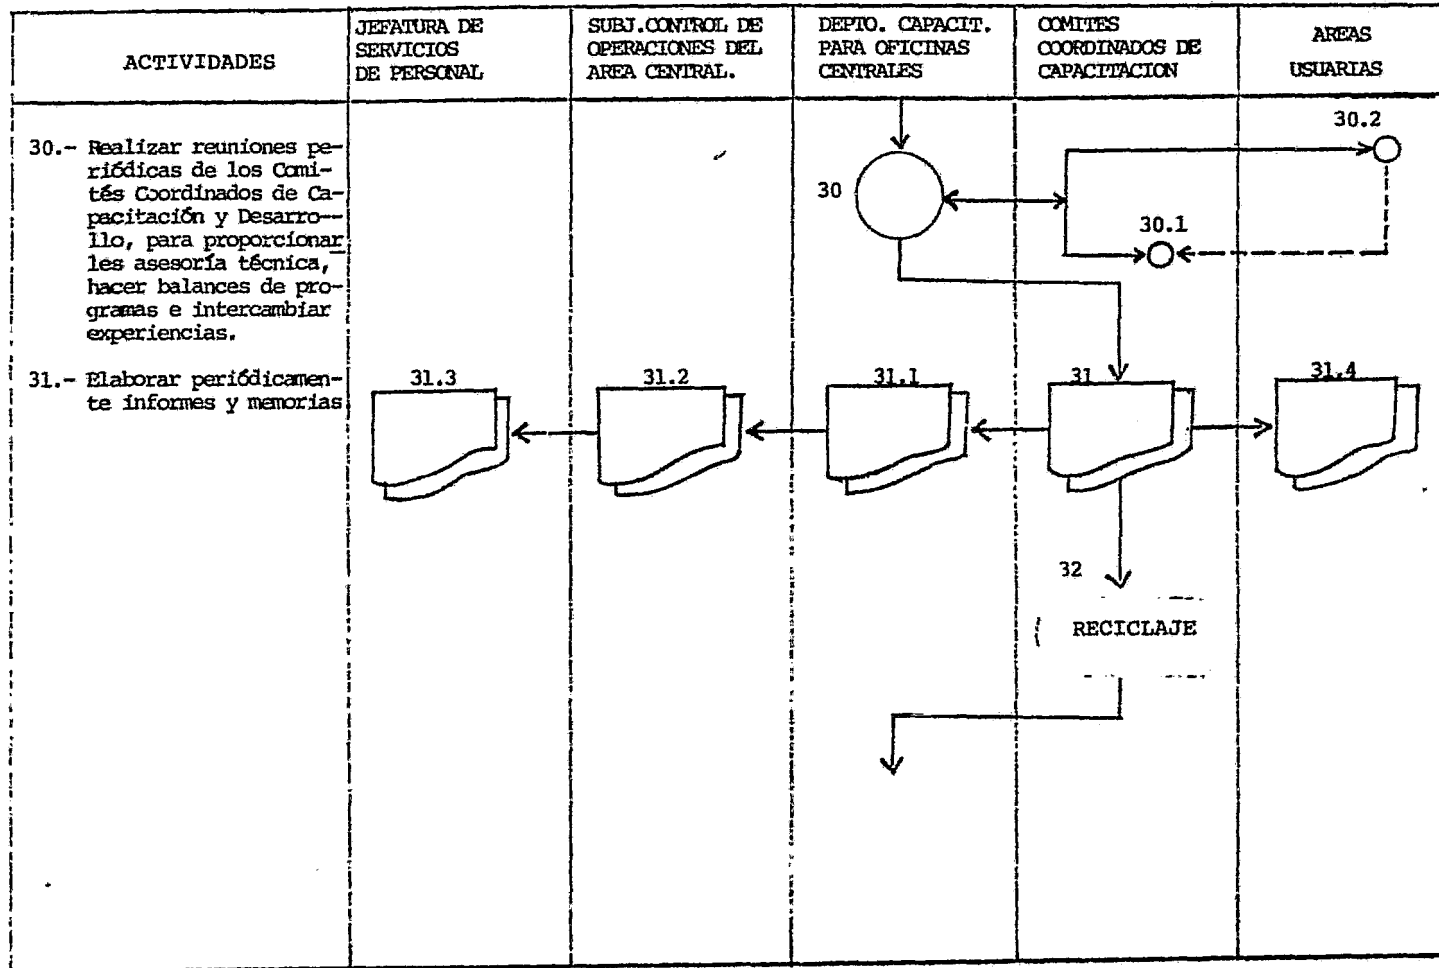 ACTIVIDADES
JEFATURA DE
SERVICIOS
DE PERSONAL
SUBJ.CONTROL DE
OPERACIONES DEL
AREA CENTRAL.
DEPTO. CAPACIT.
PARA OFICINAS
CENTRALES
COMITES
COORDINADOS DE
CAPACITACION
AREAS
USUARIAS
30.- Realizar reuniones pe-
riódicas de los Comi-
tés Coordinados de Ca-
pacitación y Desarro--
llo, para proporcionar
les asesoría técnica,
hacer balances de pro-
gramas e intercambiar
experiencias.
30
30.2
30.1
31.- Elaborar periódicamen-
te informes y memorias
31.3
31.2
31.1
31
31.4
32
RECICLAJE